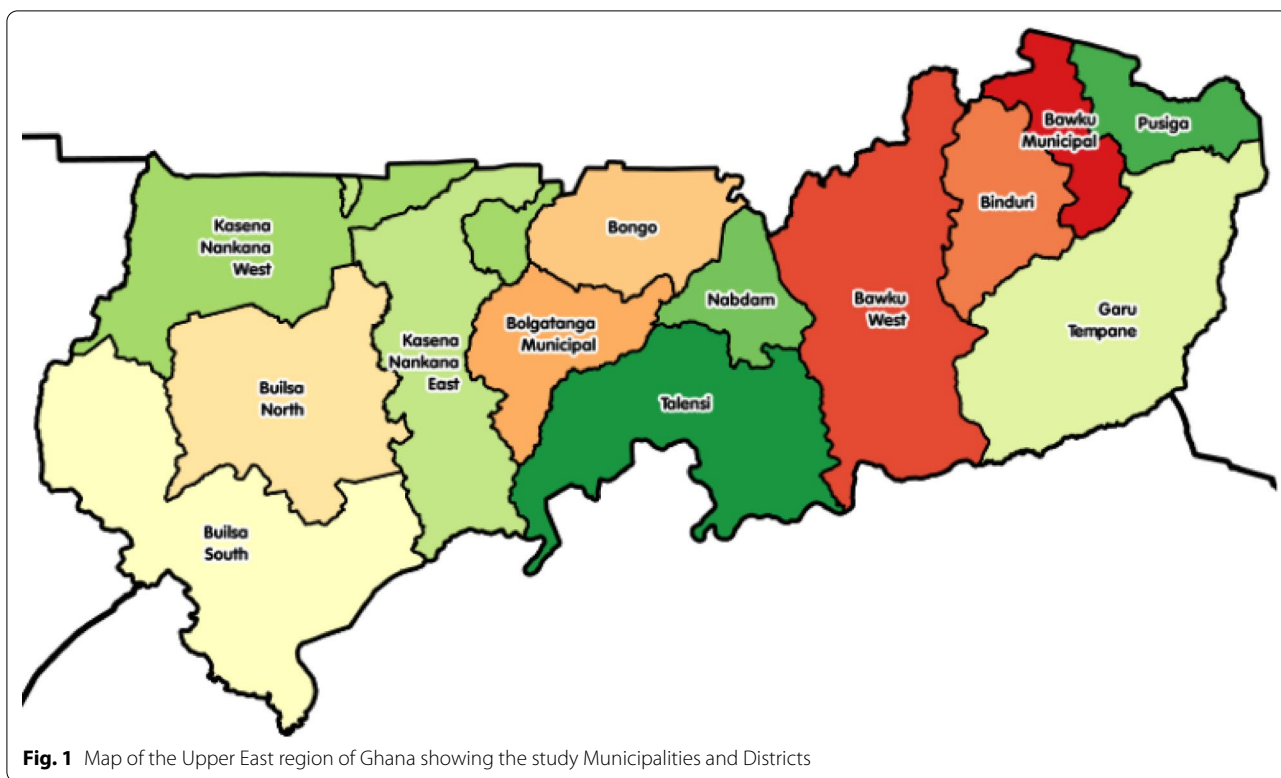 Bawku
Municipal
Pusiga
Binduri
Kasena
Nankana
West
Bongo
Nabdam
Bawku
West
Garu
Tempane
Bolgatanga
Municipal
Kasena
Nankana
East
Builsa
North
Talensi
Builsa
South
Fig. 1 Map of the Upper East region of Ghana showing the study Municipalities and Districts